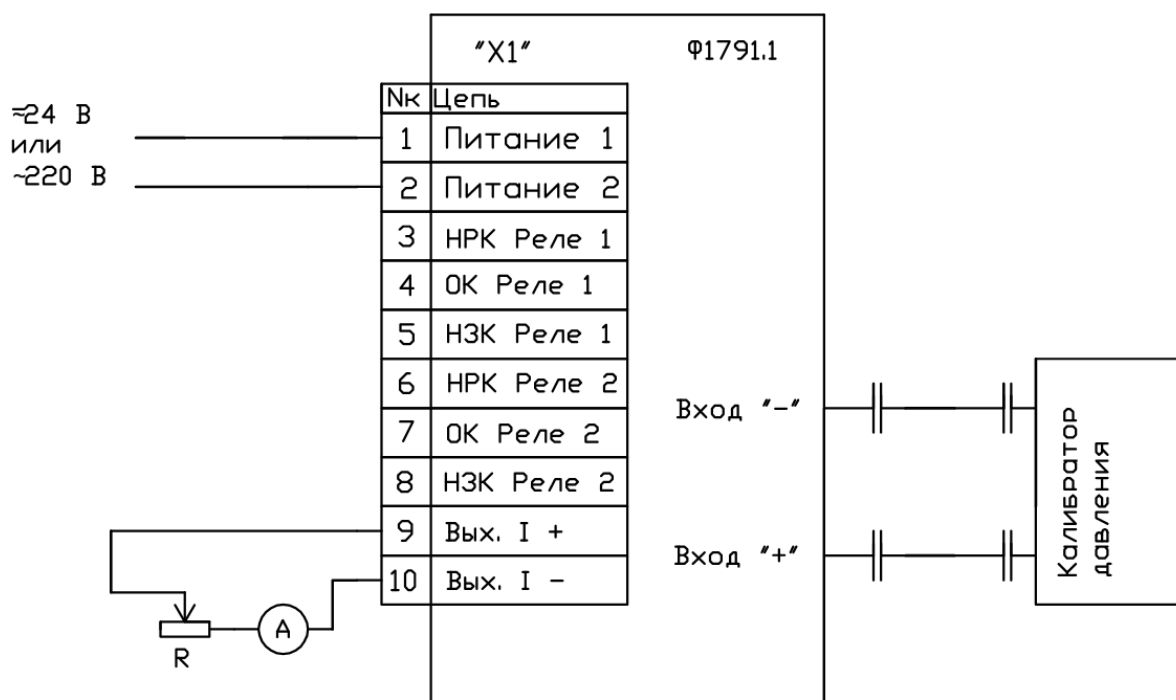 "X1"
Ф1791.1
Nк Цепь
≂24 В
или
~220 В
1 Питание 1
2 Питание 2
3 НРК Реле 1
4 ОК Реле 1
5 НЗК Реле 1
6 НРК Реле 2
7 ОК Реле 2
8 НЗК Реле 2
9 Вых. I +
10 Вых. I −
R
A
Вход "-"
Вход "+"
Калибратор
давления